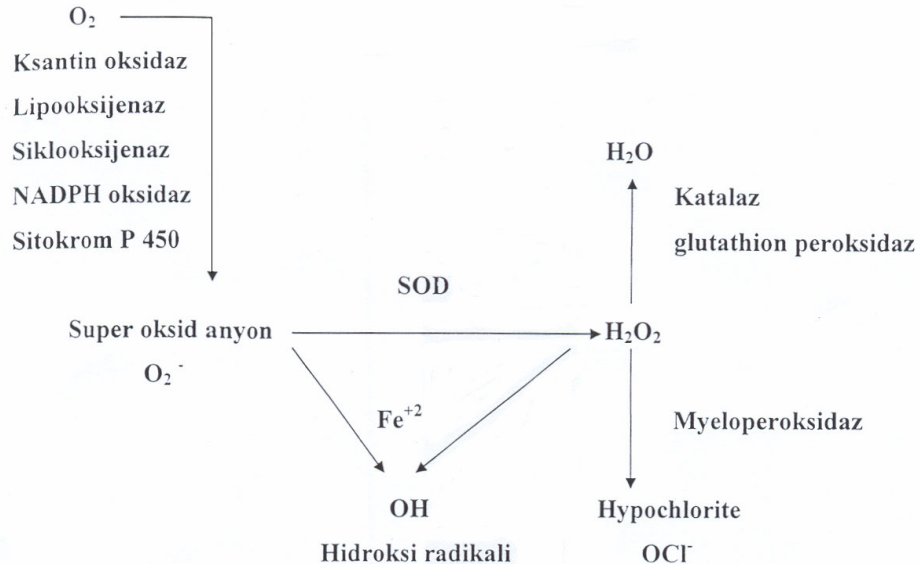 O₂
Ksantin oksidaz
Lipooksijenaz
Siklooksijenaz
NADPH oksidaz
Sitokrom P 450
H₂O
Katalaz
glutathion peroksidaz
SOD
Super oksid anyon
O₂⁻
H₂O₂
Fe⁺²
Myeloperoksidaz
OH
Hidroksi radikali
Hypochlorite
OCl⁻